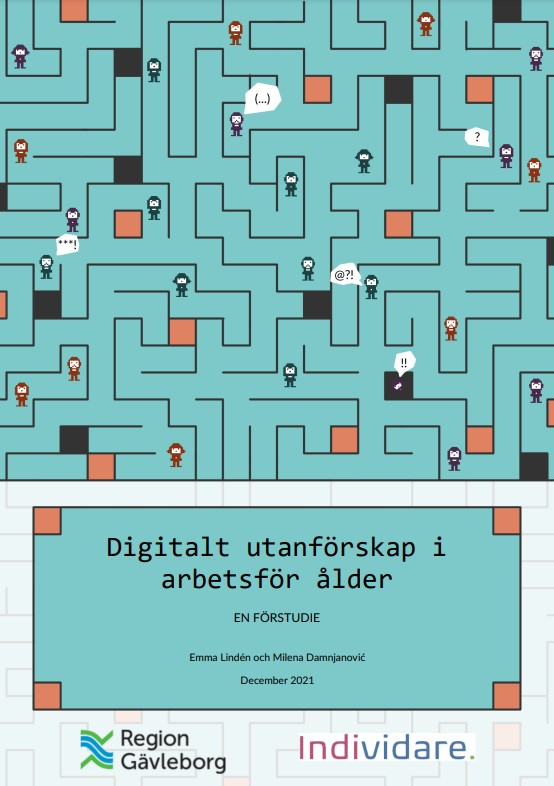 (...)
?
***!
@?!
!!
Digitalt utanförskap i
arbetsför ålder
EN FÖRSTUDIE
Emma Lindén och Milena Damnjanović
December 2021
Region
Gävleborg
Individare.